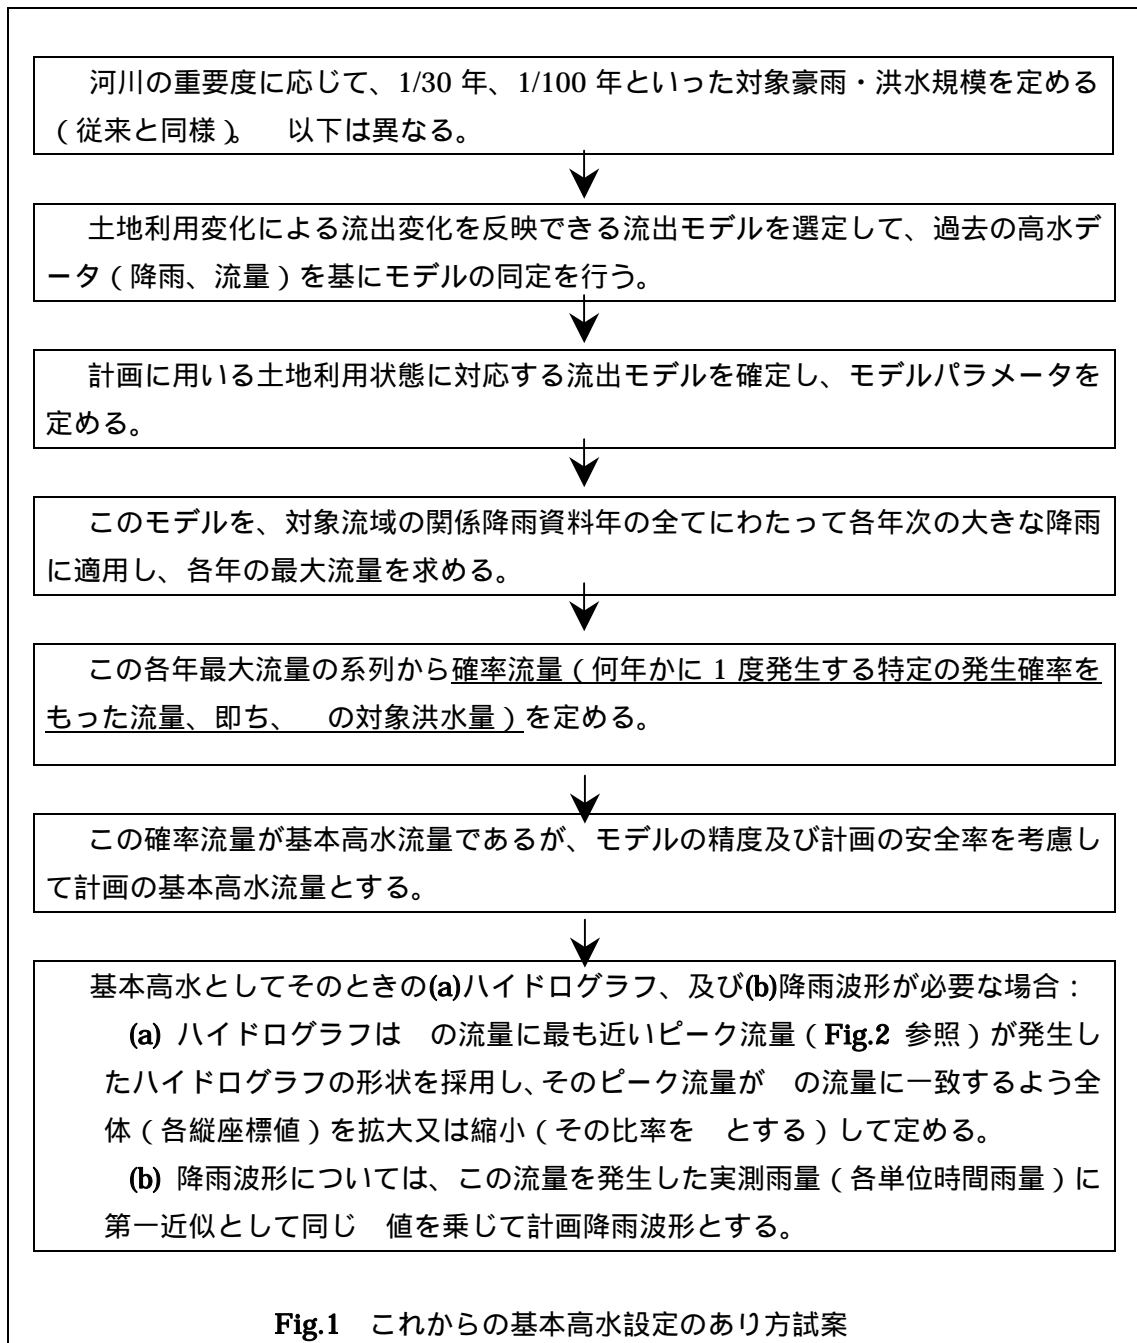 河川の重要度に応じて、1/30 年、1/100 年といった対象豪雨・洪水規模を定める
（従来と同様）。　以下は異なる。
土地利用変化による流出変化を反映できる流出モデルを選定して、過去の高水デ
ータ（降雨、流量）を基にモデルの同定を行う。
計画に用いる土地利用状態に対応する流出モデルを確定し、モデルパラメータを
定める。
このモデルを、対象流域の関係降雨資料年の全てにわたって各年次の大きな降雨
に適用し、各年の最大流量を求める。
この各年最大流量の系列から確率流量（何年かに 1 度発生する特定の発生確率を
もった流量、即ち、　の対象洪水量）を定める。
この確率流量が基本高水流量であるが、モデルの精度及び計画の安全率を考慮し
て計画の基本高水流量とする。
基本高水としてそのときの(a)ハイドログラフ、及び(b)降雨波形が必要な場合：
(a) ハイドログラフは　の流量に最も近いピーク流量（Fig.2 参照）が発生し
たハイドログラフの形状を採用し、そのピーク流量が　の流量に一致するよう全
体（各縦座標値）を拡大又は縮小（その比率を　とする）して定める。
(b) 降雨波形については、この流量を発生した実測雨量（各単位時間雨量）に
第一近似として同じ　値を乗じて計画降雨波形とする。
Fig.1　これからの基本高水設定のあり方試案